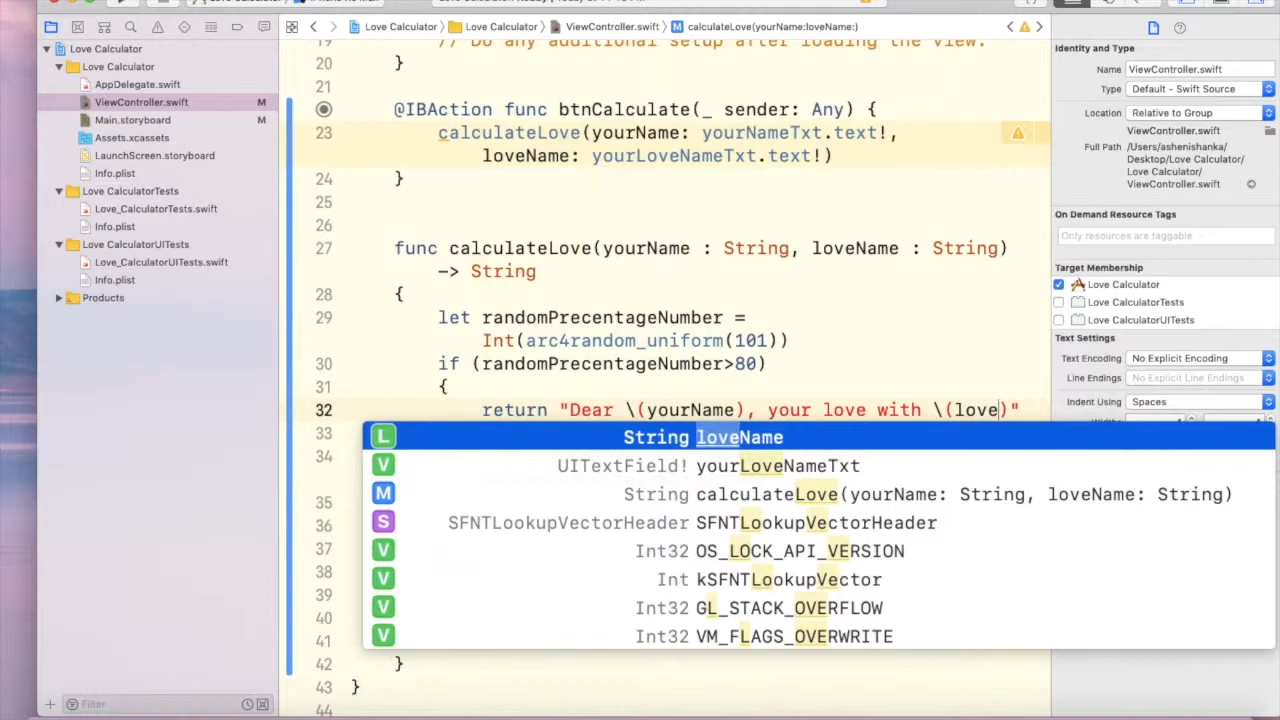 Love Calculator
ViewController.swift
calculateLove(yourName:loveName:)
Love Calculator
Love Calculator
Love Calculator
Love Calculator
AppDelegate.swift
ViewController.swift M
Main.storyboard M
Assets.xcassets
LaunchScreen.storyboard
Info.plist
Love CalculatorTests
Love_CalculatorTests.swift
Info.plist
Love CalculatorUITests
Love_CalculatorUITests.swift
Info.plist
Products
Filter
19 // Do any additional setup after loading the view.
20 }
21
@IBAction func btnCalculate(_ sender: Any) {
23 calculateLove(yourName: yourNameTxt.text!,
loveName: yourLoveNameTxt.text!)
24 }
25
26
27 func calculateLove(yourName : String, loveName : String)
-> String
28 {
29 let randomPrecentageNumber =
Int(arc4random_uniform(101))
30 if (randomPrecentageNumber>80)
31 {
32 return "Dear \(yourName), your love with \(love)"
33
34
35
36
37
38
39
40
41
42 }
43 }
44
L String loveName
V UITextField! yourLoveNameTxt
M String calculateLove(yourName: String, loveName: String)
S SFNTLookupVectorHeader SFNTLookupVectorHeader
V Int32 OS_LOCK_API_VERSION
V Int kSFNTLookupVector
V Int32 GL_STACK_OVERFLOW
V Int32 VM_FLAGS_OVERWRITE
Identity and Type
Name ViewController.swift
Type Default - Swift Source
Location Relative to Group
ViewController.swift
Full Path /Users/ashenishanka/
Desktop/Love Calculator/
Love Calculator/
ViewController.swift
On Demand Resource Tags
Only resources are taggable
Target Membership
Love Calculator
Love CalculatorTests
Love CalculatorUITests
Text Settings
Text Encoding No Explicit Encoding
Line Endings No Explicit Line Endings
Indent Using Spaces